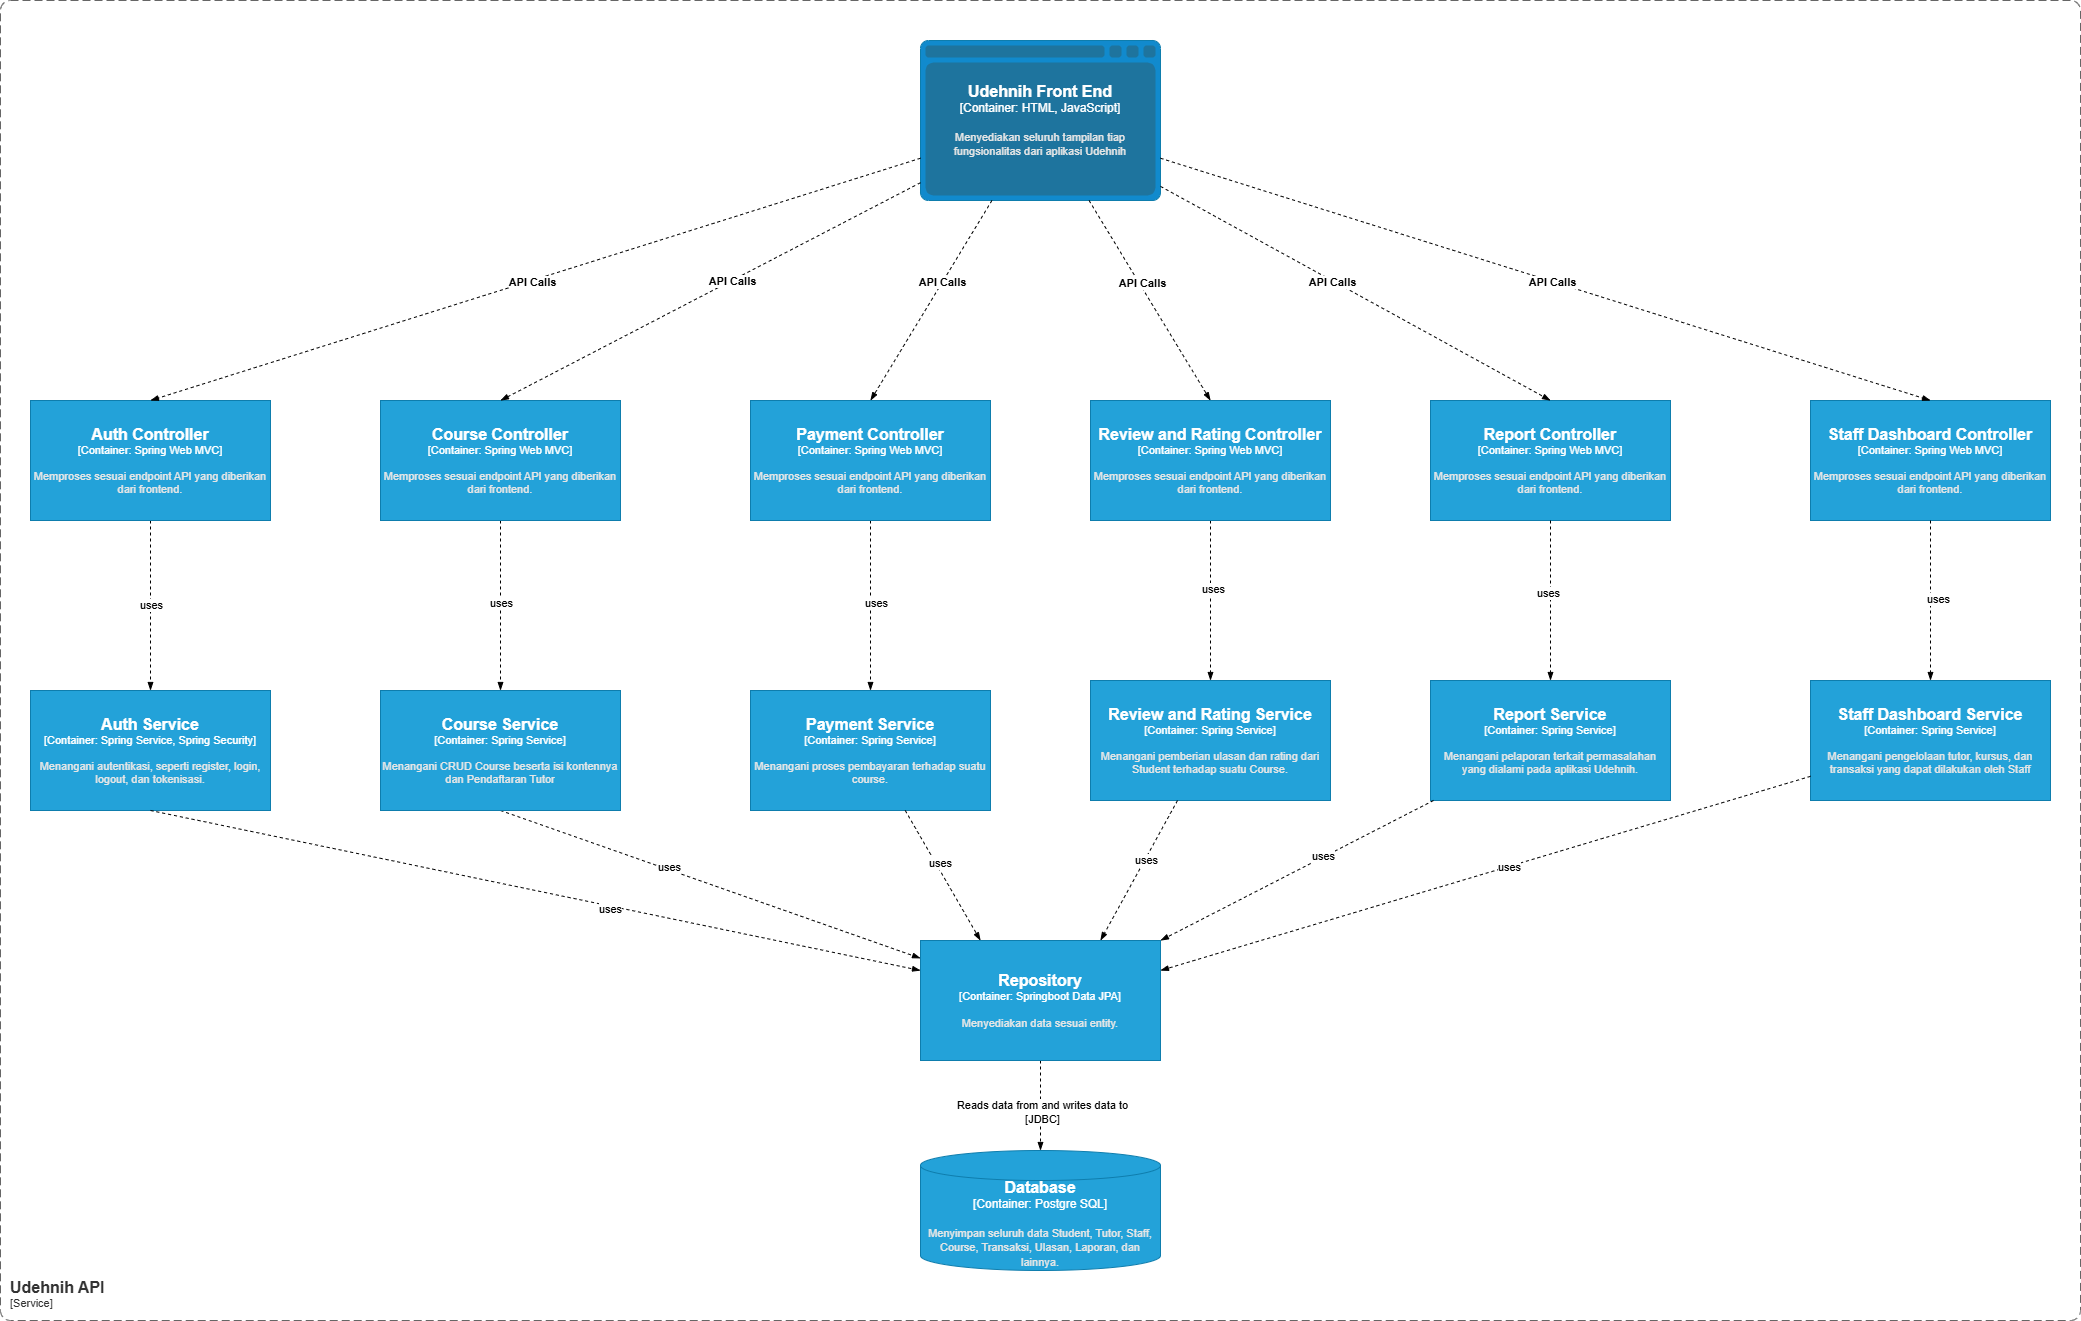 Udehnih Front End
[Container: HTML, JavaScript]
Menyediakan seluruh tampilan tiap
fungsionalitas dari aplikasi Udehnih
API Calls
API Calls
API Calls
API Calls
API Calls
API Calls
Auth Controller
[Container: Spring Web MVC]
Memproses sesuai endpoint API yang diberikan
dari frontend.
Course Controller
[Container: Spring Web MVC]
Memproses sesuai endpoint API yang diberikan
dari frontend.
Payment Controller
[Container: Spring Web MVC]
Memproses sesuai endpoint API yang diberikan
dari frontend.
Review and Rating Controller
[Container: Spring Web MVC]
Memproses sesuai endpoint API yang diberikan
dari frontend.
Report Controller
[Container: Spring Web MVC]
Memproses sesuai endpoint API yang diberikan
dari frontend.
Staff Dashboard Controller
[Container: Spring Web MVC]
Memproses sesuai endpoint API yang diberikan
dari frontend.
uses
uses
uses
uses
uses
uses
Auth Service
[Container: Spring Service, Spring Security]
Menangani autentikasi, seperti register, login,
logout, dan tokenisasi.
Course Service
[Container: Spring Service]
Menangani CRUD Course beserta isi kontennya
dan Pendaftaran Tutor
Payment Service
[Container: Spring Service]
Menangani proses pembayaran terhadap suatu
course.
Review and Rating Service
[Container: Spring Service]
Menangani pemberian ulasan dan rating dari
Student terhadap suatu Course.
Report Service
[Container: Spring Service]
Menangani pelaporan terkait permasalahan
yang dialami pada aplikasi Udehnih.
Staff Dashboard Service
[Container: Spring Service]
Menangani pengelolaan tutor, kursus, dan
transaksi yang dapat dilakukan oleh Staff
uses
uses
uses
uses
uses
uses
Repository
[Container: Springboot Data JPA]
Menyediakan data sesuai entity.
Reads data from and writes data to
[JDBC]
Database
[Container: Postgre SQL]
Menyimpan seluruh data Student, Tutor, Staff,
Course, Transaksi, Ulasan, Laporan, dan
lainnya.
Udehnih API
[Service]